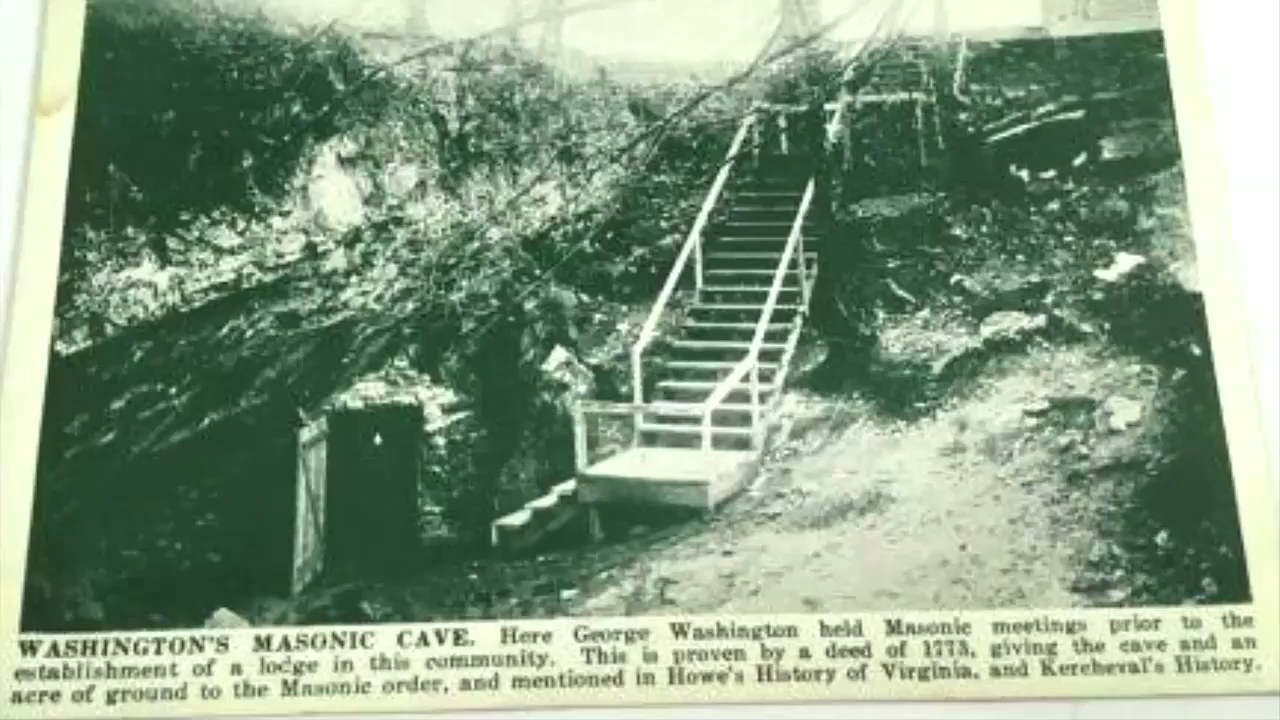 WASHINGTON'S MASONIC CAVE. Here George Washington held Masonic meetings prior to the
establishment of a lodge in this community. This is proven by a deed of 1773, giving the cave and an
acre of ground to the Masonic order, and mentioned in Howe's History of Virginia, and Kercheval's History.